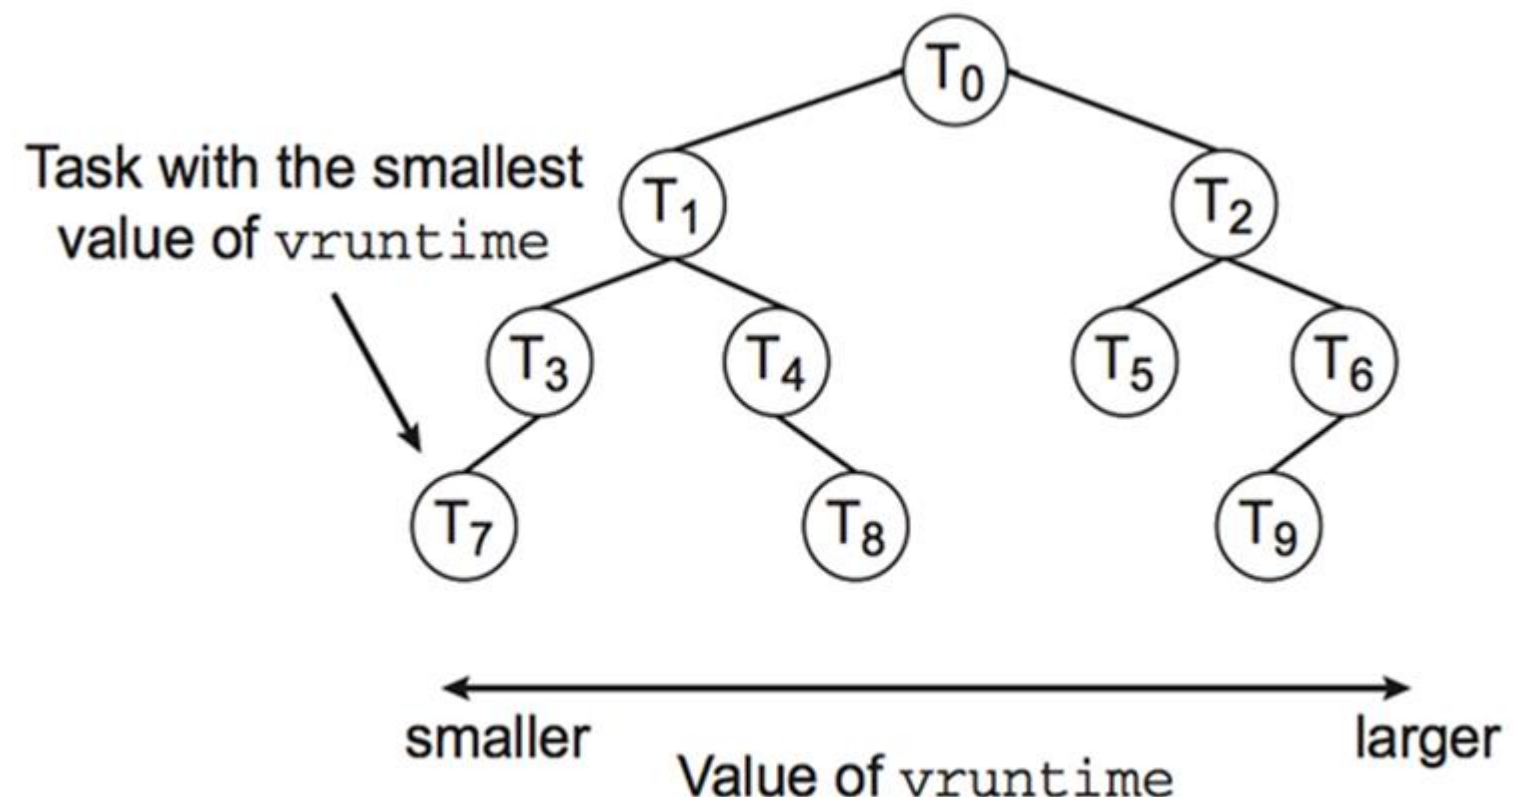 T0
Task with the smallest
value of vruntime
T1
T2
T3
T4
T5
T6
T7
T8
T9
smaller
larger
Value of vruntime